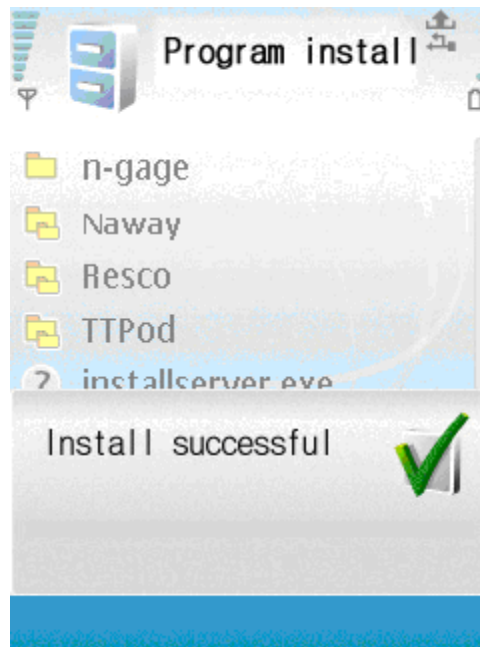 Program install
n-gage
Naway
Resco
TTPod
installserver.exe
Install successful